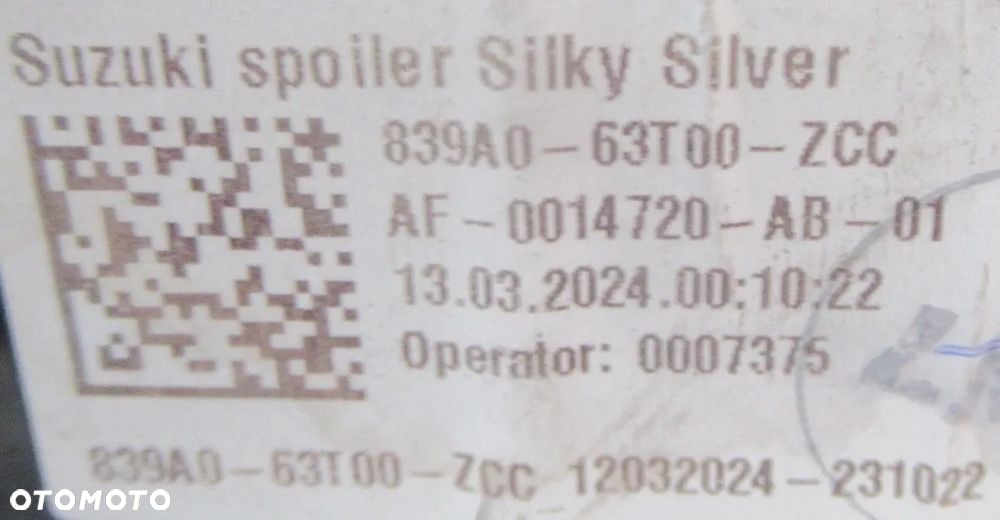 Suzuki spoiler Silky Silver
839A0-63T00-ZCC
AF-0014720-AB-01
13.03.2024.00:10:22
Operator: 0007375
839A0-63T00-ZCC 12032024-231022
OTOMOTO